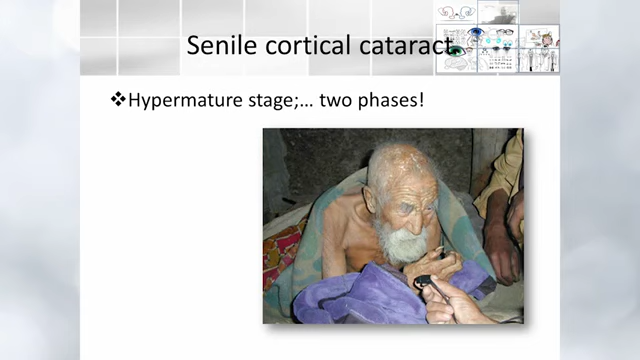 Senile cortical cataract
❖Hypermature stage;… two phases!